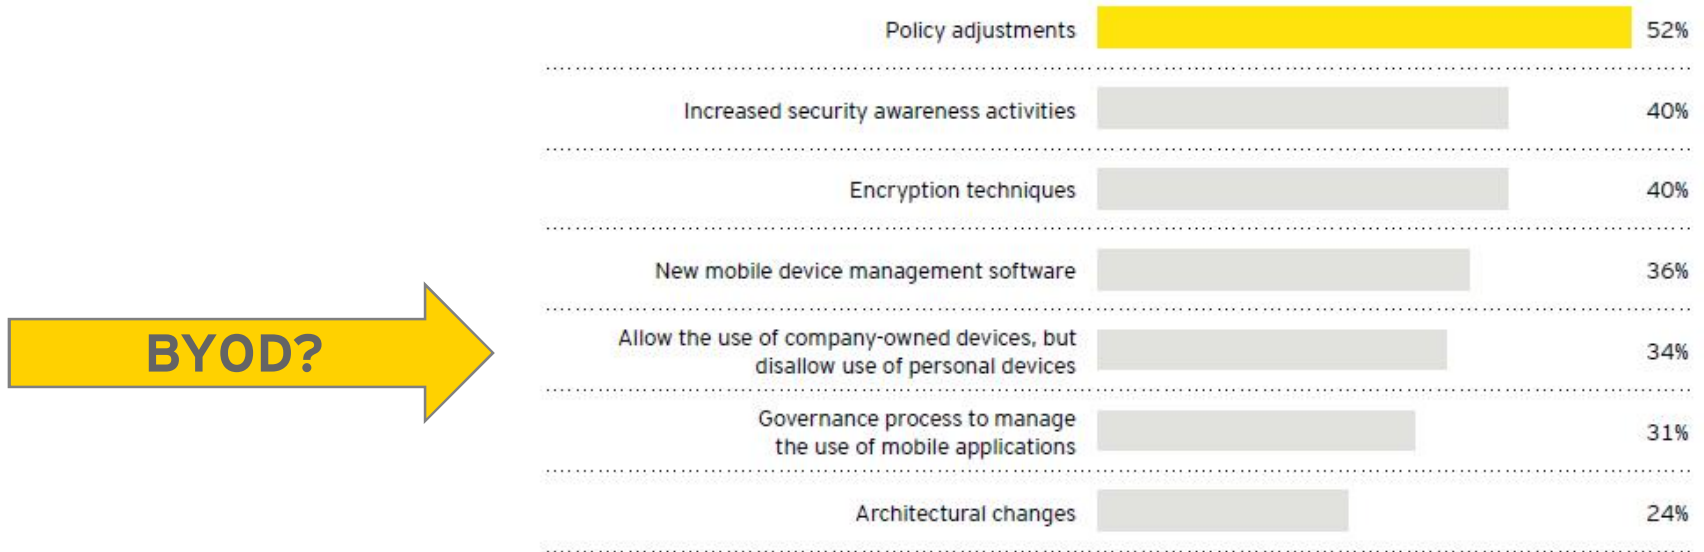 Policy adjustments 52%
Increased security awareness activities 40%
Encryption techniques 40%
New mobile device management software 36%
BYOD?
Allow the use of company-owned devices, but
disallow use of personal devices 34%
Governance process to manage
the use of mobile applications 31%
Architectural changes 24%